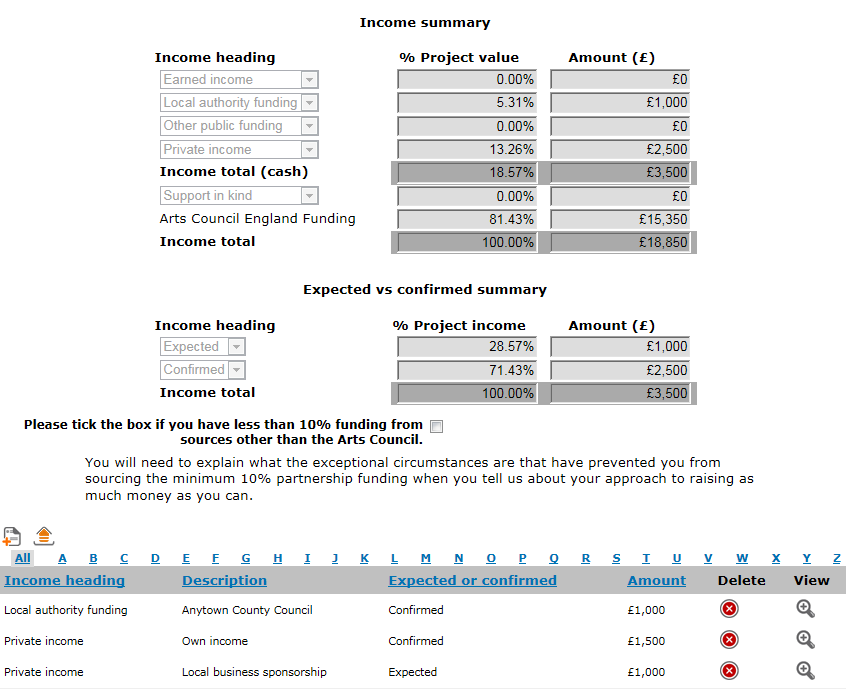 Income summary
Income heading % Project value Amount (£)
Earned income 0.00% £0
Local authority funding 5.31% £1,000
Other public funding 0.00% £0
Private income 13.26% £2,500
Income total (cash) 18.57% £3,500
Support in kind 0.00% £0
Arts Council England Funding 81.43% £15,350
Income total 100.00% £18,850
Expected vs confirmed summary
Income heading % Project income Amount (£)
Expected 28.57% £1,000
Confirmed 71.43% £2,500
Income total 100.00% £3,500
Please tick the box if you have less than 10% funding from
sources other than the Arts Council.
You will need to explain what the exceptional circumstances are that have prevented you from
sourcing the minimum 10% partnership funding when you tell us about your approach to raising as
much money as you can.
All A B C D E F G H I J K L M N O P Q R S T U V W X Y Z
Income heading Description Expected or confirmed Amount Delete View
Local authority funding Anytown County Council Confirmed £1,000
Private income Own income Confirmed £1,500
Private income Local business sponsorship Expected £1,000